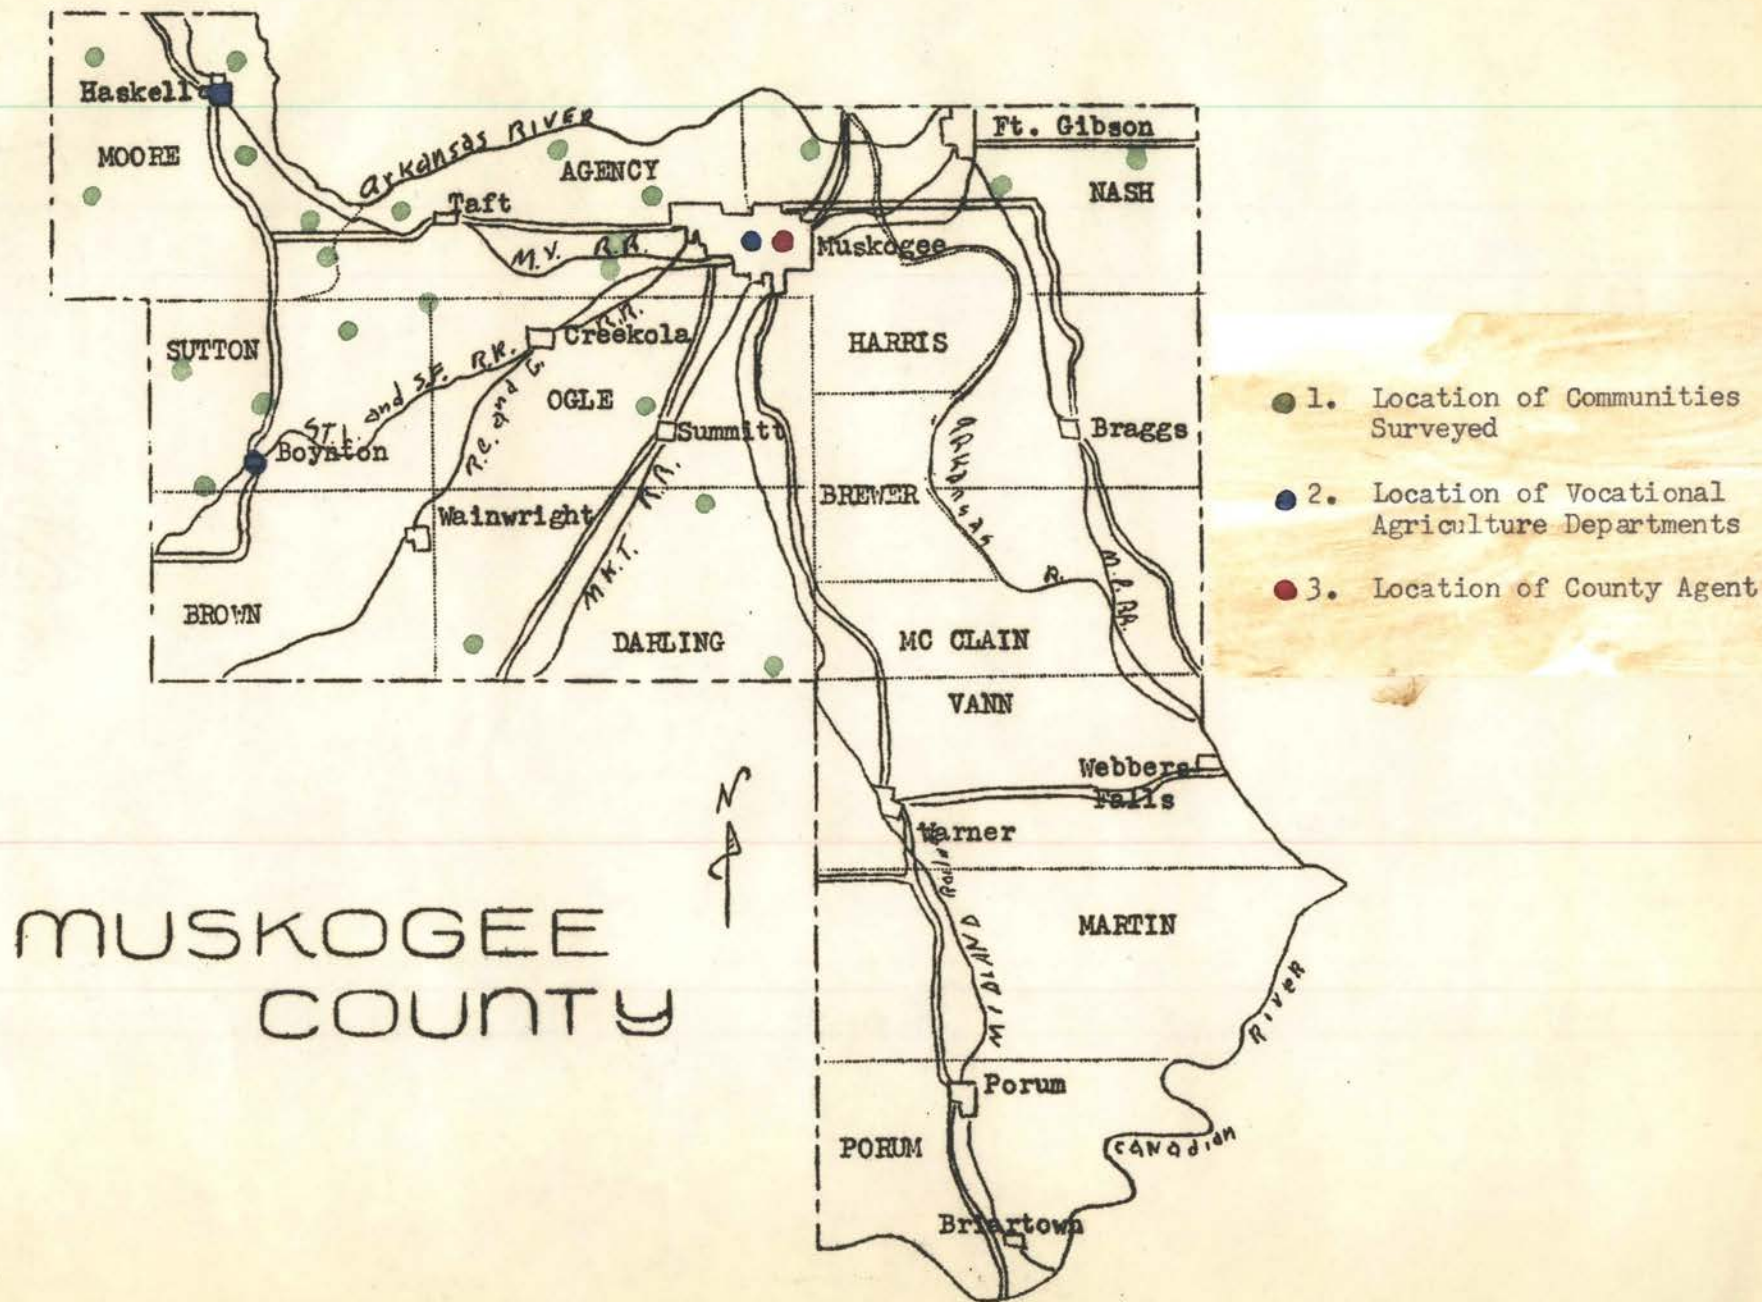 Haskell
MOORE
Arkansas RIVER
AGENCY
Taft
Ft. Gibson
NASH
M.V. R.R.
Muskogee
SUTTON
Creekola
R.R.
HARRIS
ST.L. and S.F. R.R.
OGLE
K.O. and G.
Boynton
Summitt
Braggs
BREWER
Arkansas
R.
Wainwright
M.K.T. R.R.
M.P. RR.
BROWN
DARLING
MC CLAIN
VANN
Webbers
Falls
Warner
MIDLAND
MARTIN
RIVER
Porum
PORUM
CANADIAN
Briartown
N
MUSKOGEE
COUNTY
1. Location of Communities
Surveyed
2. Location of Vocational
Agriculture Departments
3. Location of County Agent